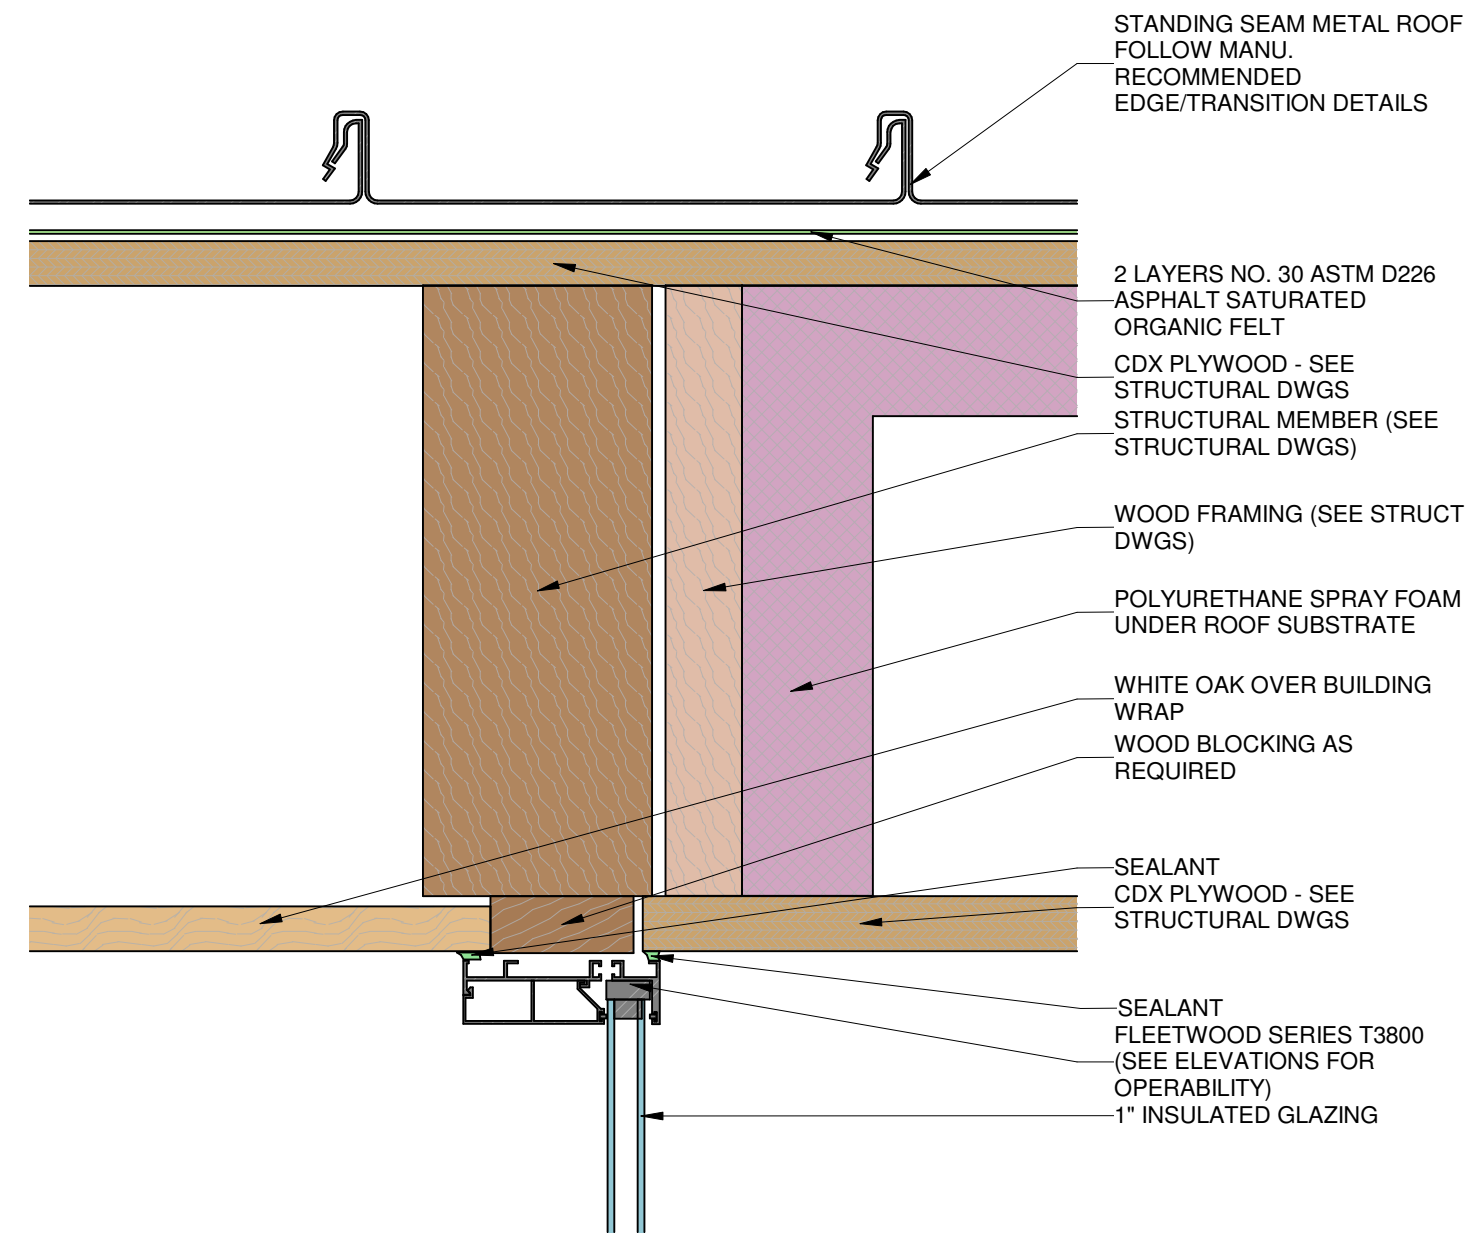 STANDING SEAM METAL ROOF
FOLLOW MANU.
RECOMMENDED
EDGE/TRANSITION DETAILS
2 LAYERS NO. 30 ASTM D226
ASPHALT SATURATED
ORGANIC FELT
CDX PLYWOOD - SEE
STRUCTURAL DWGS
STRUCTURAL MEMBER (SEE
STRUCTURAL DWGS)
WOOD FRAMING (SEE STRUCT
DWGS)
POLYURETHANE SPRAY FOAM
UNDER ROOF SUBSTRATE
WHITE OAK OVER BUILDING
WRAP
WOOD BLOCKING AS
REQUIRED
SEALANT
CDX PLYWOOD - SEE
STRUCTURAL DWGS
SEALANT
FLEETWOOD SERIES T3800
(SEE ELEVATIONS FOR
OPERABILITY)
1" INSULATED GLAZING